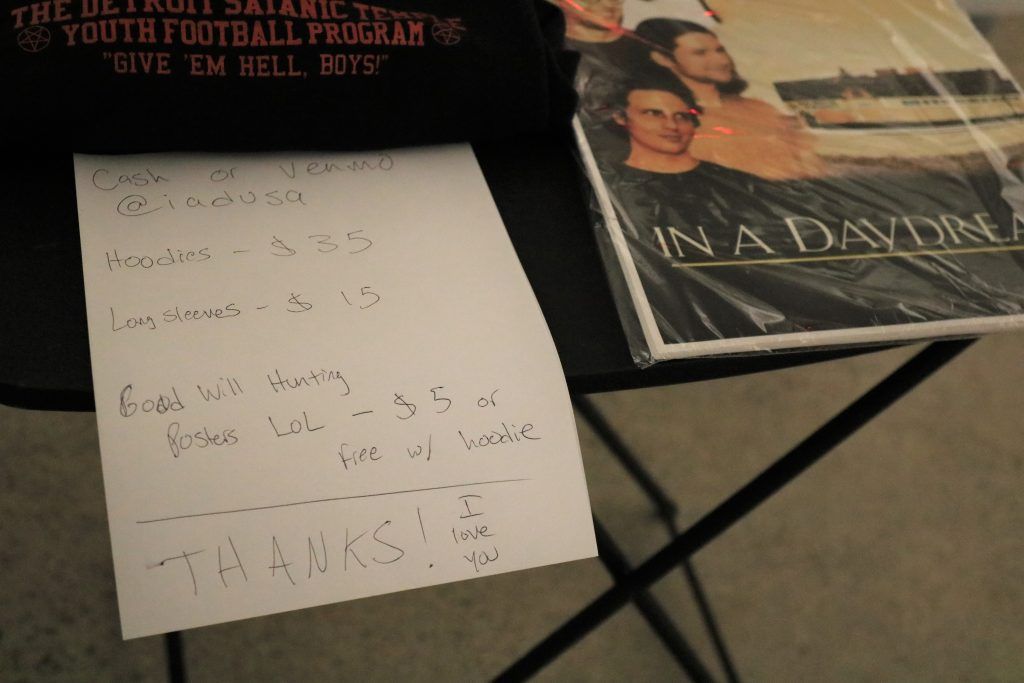 THE DETROIT SATANIC TEMPLE
YOUTH FOOTBALL PROGRAM
"GIVE 'EM HELL, BOYS!"
Cash or Venmo
@iadusa
Hoodies - $35
Long sleeves - $15
Good Will Hunting
Posters LOL - $5 or
free w/ hoodie
THANKS! I
love
you
IN A DAYDREA